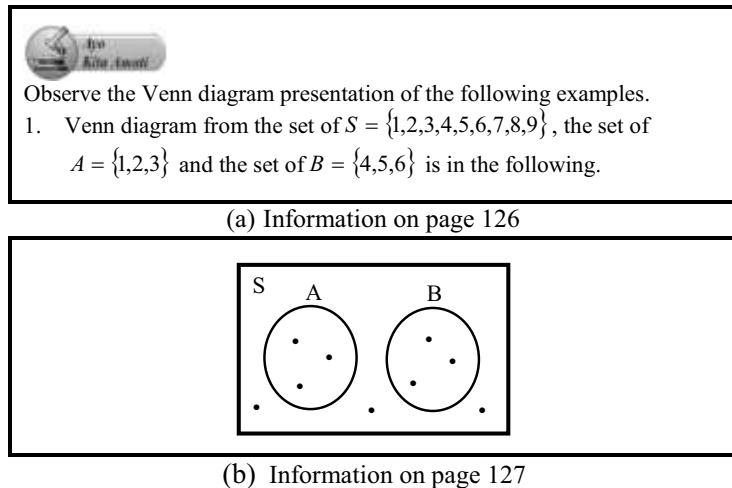 Ayo
Kita Amati
Observe the Venn diagram presentation of the following examples.
1. Venn diagram from the set of S = {1,2,3,4,5,6,7,8,9}, the set of
A = {1,2,3} and the set of B = {4,5,6} is in the following.
(a) Information on page 126
S A B
(b) Information on page 127